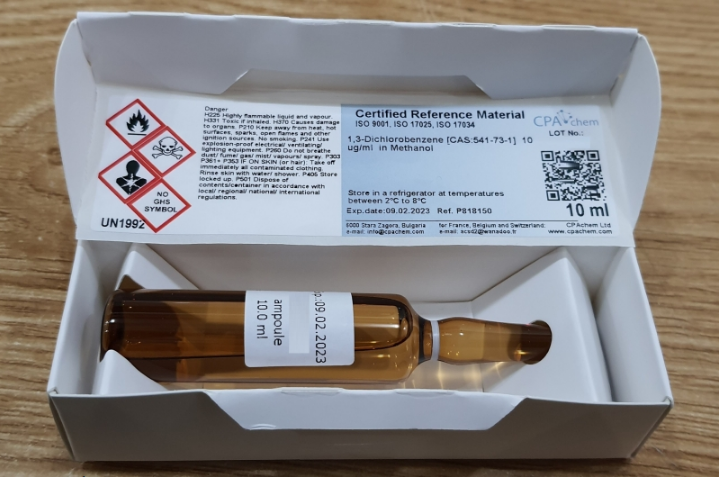 Danger
H225 Highly flammable liquid and vapour.
H331 Toxic if inhaled. H370 Causes damage
to organs. P210 Keep away from heat, hot
surfaces, sparks, open flames and other
ignition sources. No smoking. P241 Use
explosion-proof electrical/ ventilating/
lighting equipment. P260 Do not breathe
dust/ fume/ gas/ mist/ vapours/ spray. P303
P361+ P353 IF ON SKIN (or hair): Take off
immediately all contaminated clothing.
Rinse skin with water/ shower. P405 Store
locked up. P501 Dispose of
contents/container in accordance with
local/ regional/ national/ international
regulations.
NO
GHS
SYMBOL
UN1992
Certified Reference Material
ISO 9001, ISO 17025, ISO 17034
CPAchem
LOT No.:
1,3-Dichlorobenzene [CAS:541-73-1] 10
ug/ml in Methanol
Store in a refrigerator at temperatures
between 2°C to 8°C
Exp.date:09.02.2023 Ref. P818150
10 ml
6000 Stara Zagora, Bulgaria
e-mail: info@cpachem.com
for France, Belgium and Switzerland:
e-mail: acsd2@wanadoo.fr
CPAchem Ltd
www.cpachem.com
p.:09.02.2023
ampoule
10.0 ml